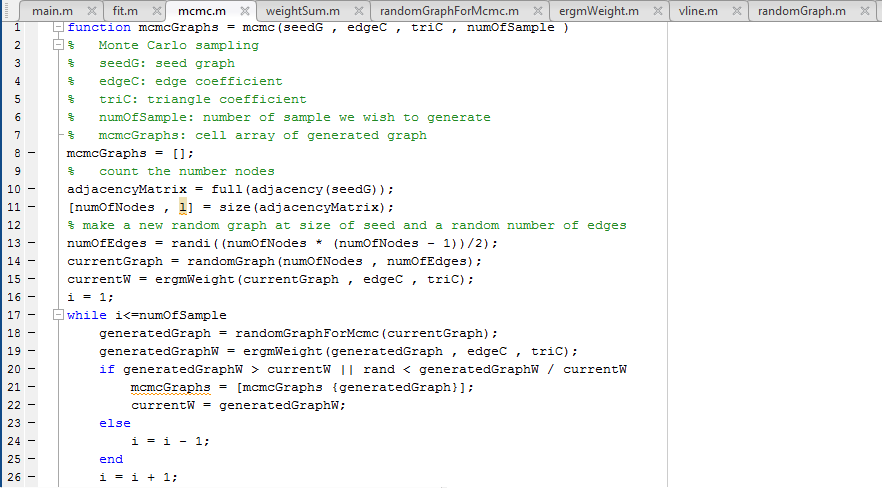 main.m fit.m mcmc.m weightSum.m randomGraphForMcmc.m ergmWeight.m vline.m randomGraph.m
1 function mcmcGraphs = mcmc(seedG , edgeC , triC , numOfSample )
2 % Monte Carlo sampling
3 % seedG: seed graph
4 % edgeC: edge coefficient
5 % triC: triangle coefficient
6 % numOfSample: number of sample we wish to generate
7 % mcmcGraphs: cell array of generated graph
8 mcmcGraphs = [];
9 % count the number nodes
10 adjacencyMatrix = full(adjacency(seedG));
11 [numOfNodes , l] = size(adjacencyMatrix);
12 % make a new random graph at size of seed and a random number of edges
13 numOfEdges = randi((numOfNodes * (numOfNodes - 1))/2);
14 currentGraph = randomGraph(numOfNodes , numOfEdges);
15 currentW = ergmWeight(currentGraph , edgeC , triC);
16 i = 1;
17 while i<=numOfSample
18 generatedGraph = randomGraphForMcmc(currentGraph);
19 generatedGraphW = ergmWeight(generatedGraph , edgeC , triC);
20 if generatedGraphW > currentW || rand < generatedGraphW / currentW
21 mcmcGraphs = [mcmcGraphs {generatedGraph}];
22 currentW = generatedGraphW;
23 else
24 i = i - 1;
25 end
26 i = i + 1;